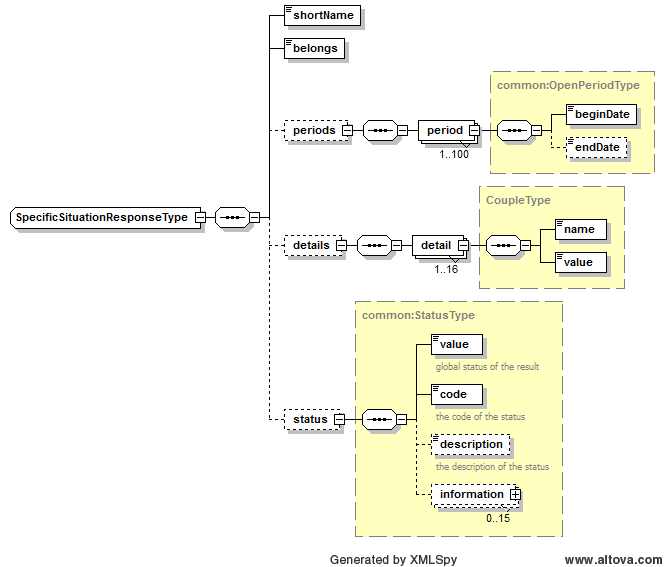 shortName
belongs
common:OpenPeriodType
beginDate
periods
period
endDate
1..100
CoupleType
SpecificSituationResponseType
name
details
detail
value
1..16
common:StatusType
value
global status of the result
code
the code of the status
status
description
the description of the status
information
0..15
Generated by XMLSpy
www.altova.com